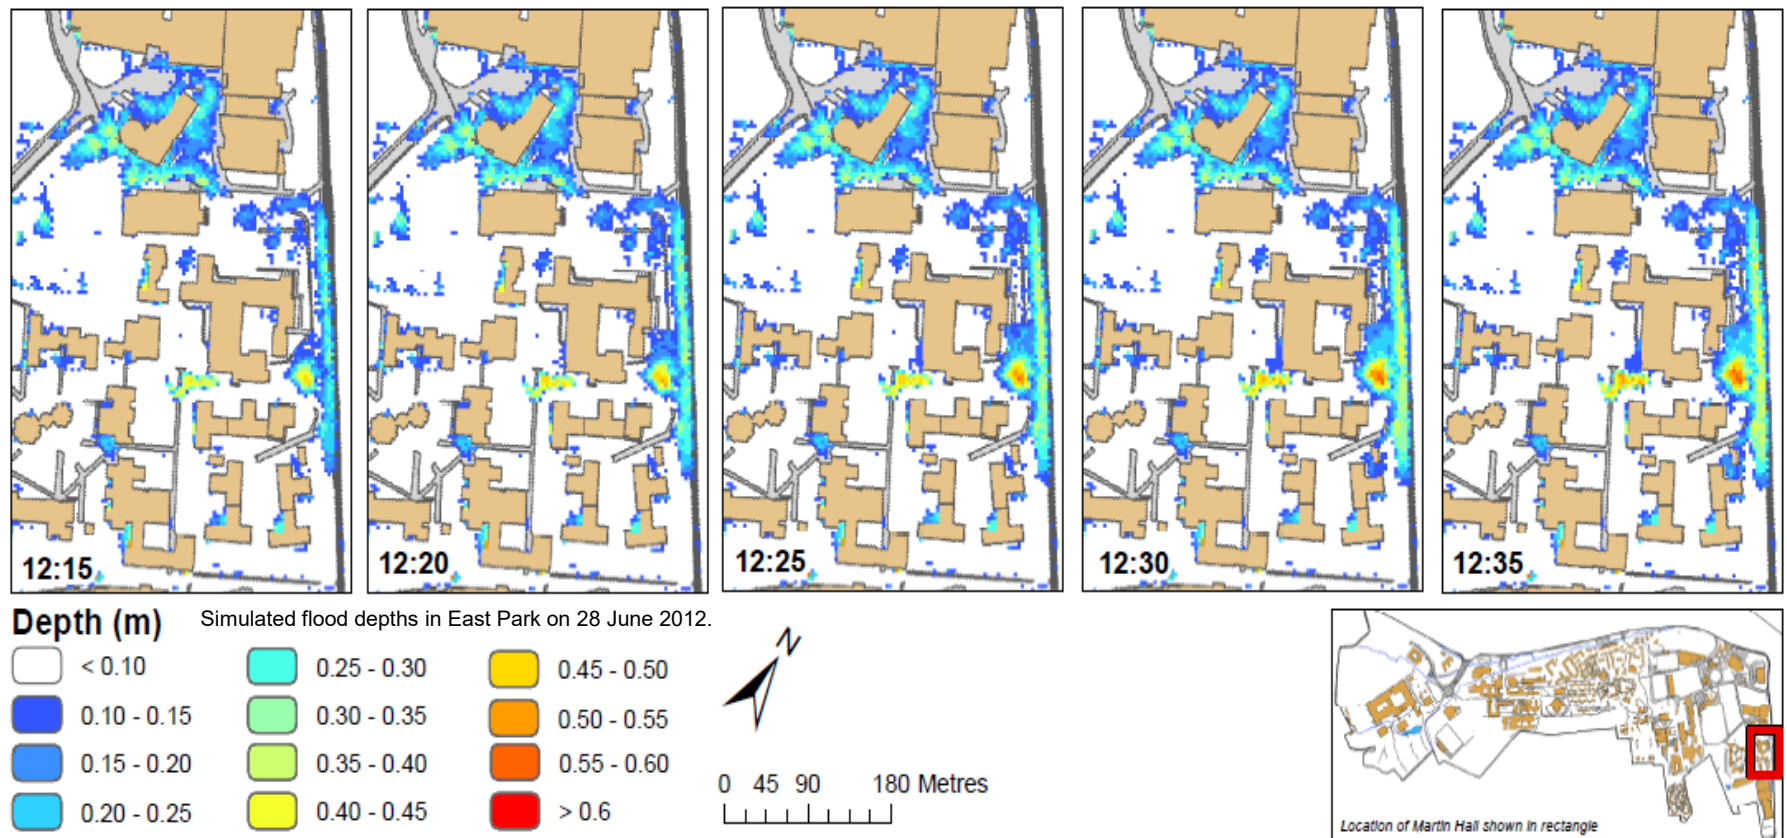 12:15
12:20
12:25
12:30
12:35
Depth (m)
Simulated flood depths in East Park on 28 June 2012.
< 0.10
0.10 - 0.15
0.15 - 0.20
0.20 - 0.25
0.25 - 0.30
0.30 - 0.35
0.35 - 0.40
0.40 - 0.45
0.45 - 0.50
0.50 - 0.55
0.55 - 0.60
> 0.6
N
0 45 90 180 Metres
Location of Martin Hall shown in rectangle